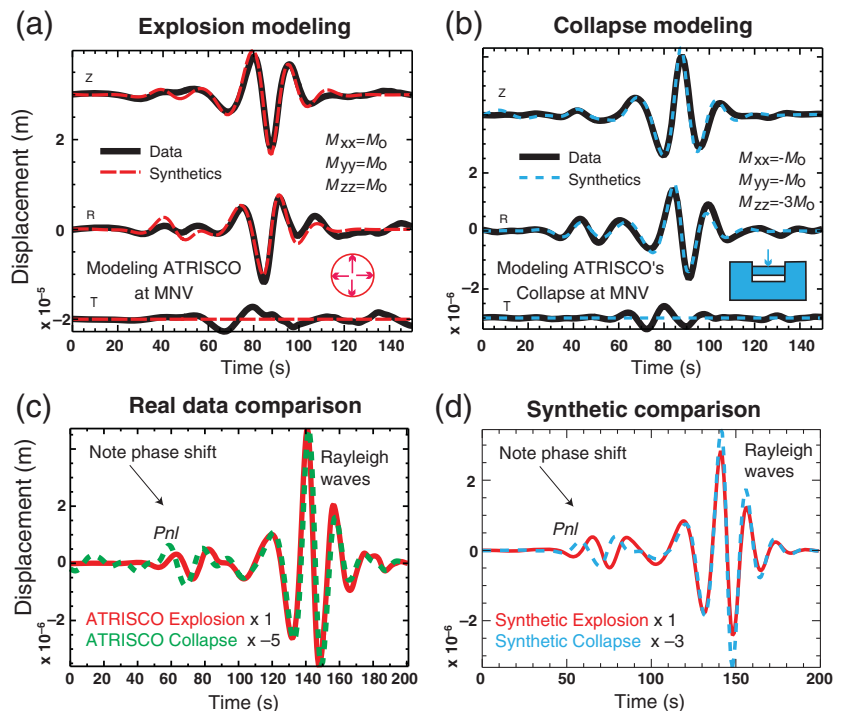 (a) Explosion modeling
Z
2
Data
Synthetics
Mxx=Mo
Myy=Mo
Mzz=Mo
R
0
Modeling ATRISCO
at MNV
T
−2
x 10−5
Displacement (m)
0 20 40 60 80 100 120 140
Time (s)
(b) Collapse modeling
Z
2
Data
Synthetics
Mxx=-Mo
Myy=-Mo
Mzz=-3Mo
R
0
Modeling ATRISCO's
Collapse at MNV
T
−2
x 10−6
Displacement (m)
0 20 40 60 80 100 120 140
Time (s)
(c) Real data comparison
Note phase shift
Rayleigh
waves
Pnl
2
0
−2
x 10−6
Displacement (m)
ATRISCO Explosion x 1
ATRISCO Collapse x −5
0 20 40 60 80 100 120 140 160 180 200
Time (s)
(d) Synthetic comparison
Note phase shift
Rayleigh
waves
Pnl
2
0
−2
x 10−6
Synthetic Explosion x 1
Synthetic Collapse x −3
0 50 100 150 200
Time (s)